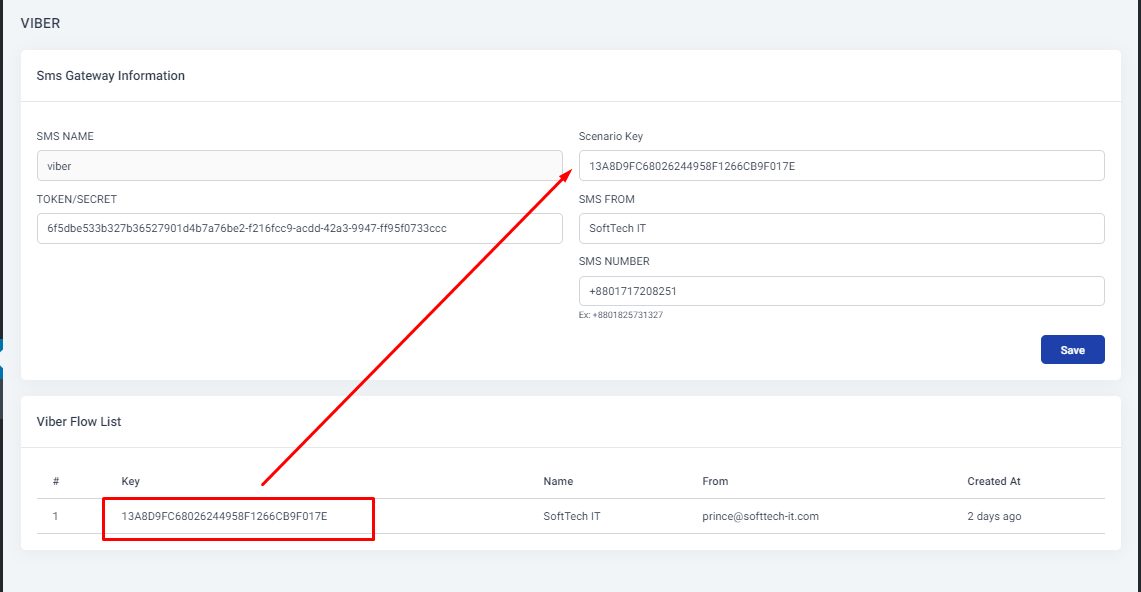 VIBER
Sms Gateway Information
SMS NAME
viber
Scenario Key
13A8D9FC68026244958F1266CB9F017E
TOKEN/SECRET
6f5dbe533b327b36527901d4b7a76be2-f216fcc9-acdd-42a3-9947-ff95f0733ccc
SMS FROM
SoftTech IT
SMS NUMBER
+8801717208251
Ex: +8801825731327
Save
Viber Flow List
# Key Name From Created At
1 13A8D9FC68026244958F1266CB9F017E SoftTech IT prince@softtech-it.com 2 days ago